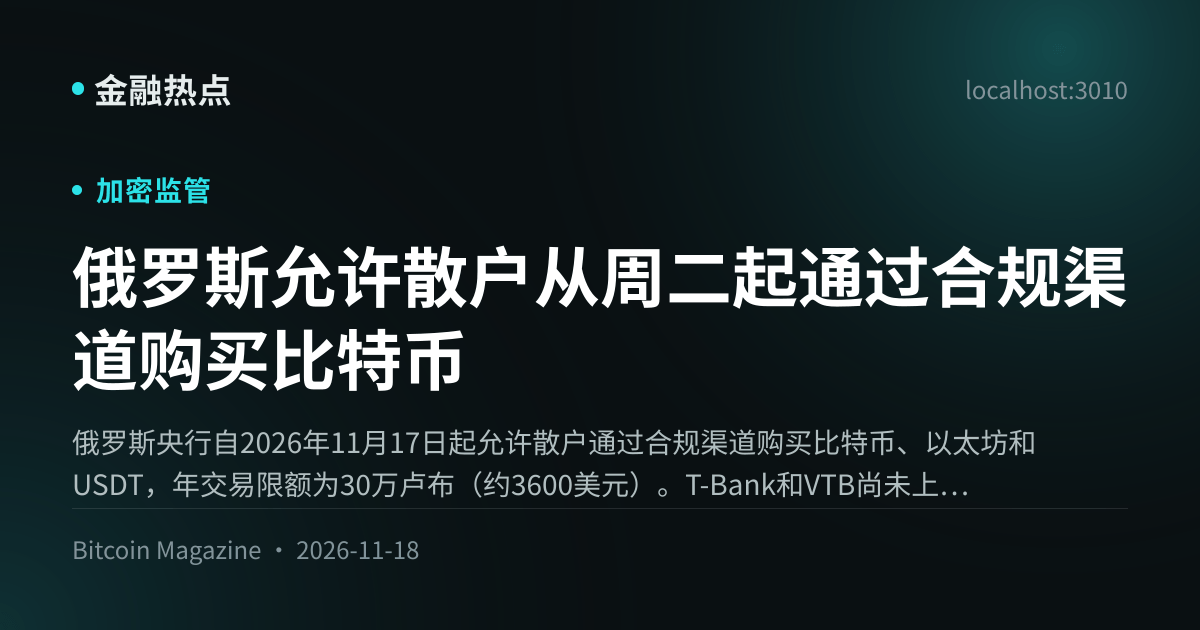 金融热点
localhost:3010
加密监管
俄罗斯允许散户从周二起通过合规渠
道购买比特币
俄罗斯央行自2026年11月17日起允许散户通过合规渠道购买比特币、以太坊和
USDT，年交易限额为30万卢布（约3600美元）。T-Bank和VTB尚未上…
Bitcoin Magazine · 2026-11-18